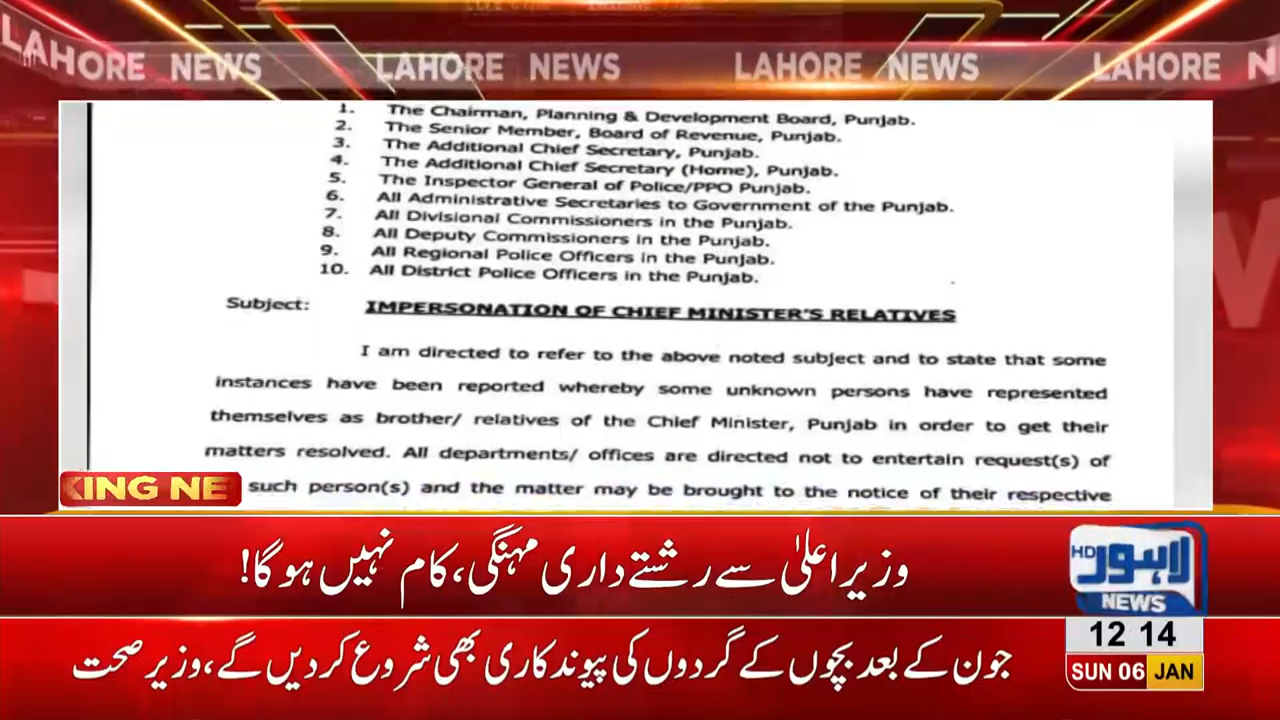 LAHORE NEWS LAHORE NEWS LAHORE NEWS LAHORE N
1. The Chairman, Planning & Development Board, Punjab.
2. The Senior Member, Board of Revenue, Punjab.
3. The Additional Chief Secretary, Punjab.
4. The Additional Chief Secretary (Home), Punjab.
5. The Inspector General of Police/PPO Punjab.
6. All Administrative Secretaries to Government of the Punjab.
7. All Divisional Commissioners in the Punjab.
8. All Deputy Commissioners in the Punjab.
9. All Regional Police Officers in the Punjab.
10. All District Police Officers in the Punjab.
Subject: IMPERSONATION OF CHIEF MINISTER'S RELATIVES
I am directed to refer to the above noted subject and to state that some
instances have been reported whereby some unknown persons have represented
themselves as brother/ relatives of the Chief Minister, Punjab in order to get their
matters resolved. All departments/ offices are directed not to entertain request(s) of
such person(s) and the matter may be brought to the notice of their respective
KING NE
وزیر اعلیٰ سے رشتے داری مہنگی، کام نہیں ہو گا!
HD لاہور
NEWS
12 14
SUN 06 JAN
جون کے بعد بچوں کے گردوں کی پیوند کاری بھی شروع کر دیں گے، وزیر صحت